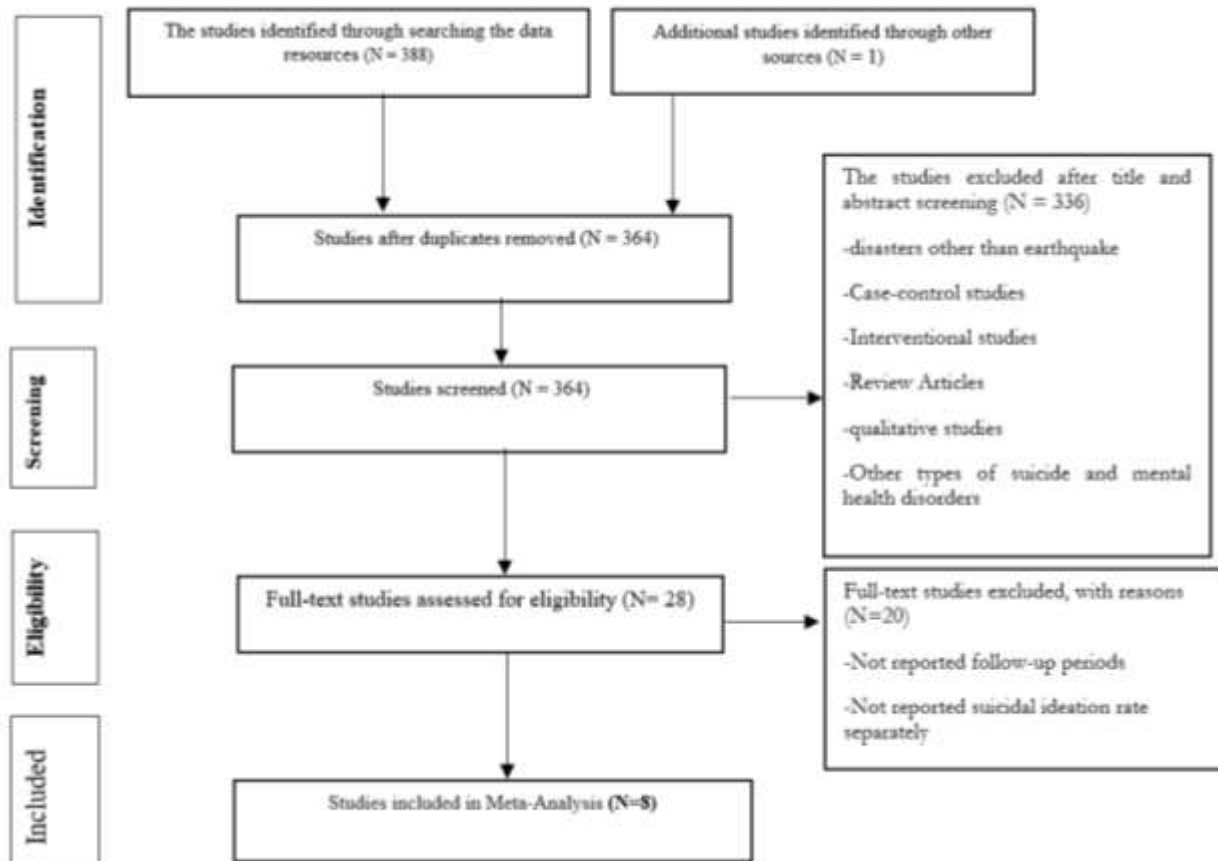 Identification
The studies identified through searching the data
resources (N = 388)
Additional studies identified through other
sources (N = 1)
Studies after duplicates removed (N = 364)
The studies excluded after title and
abstract screening (N = 336)
-disasters other than earthquake
-Case-control studies
-Interventional studies
-Review Articles
-qualitative studies
-Other types of suicide and mental
health disorders
Screening
Studies screened (N = 364)
Eligibility
Full-text studies assessed for eligibility (N= 28)
Full-text studies excluded, with reasons
(N=20)
-Not reported follow-up periods
-Not reported suicidal ideation rate
separately
Included
Studies included in Meta-Analysis (N=8)